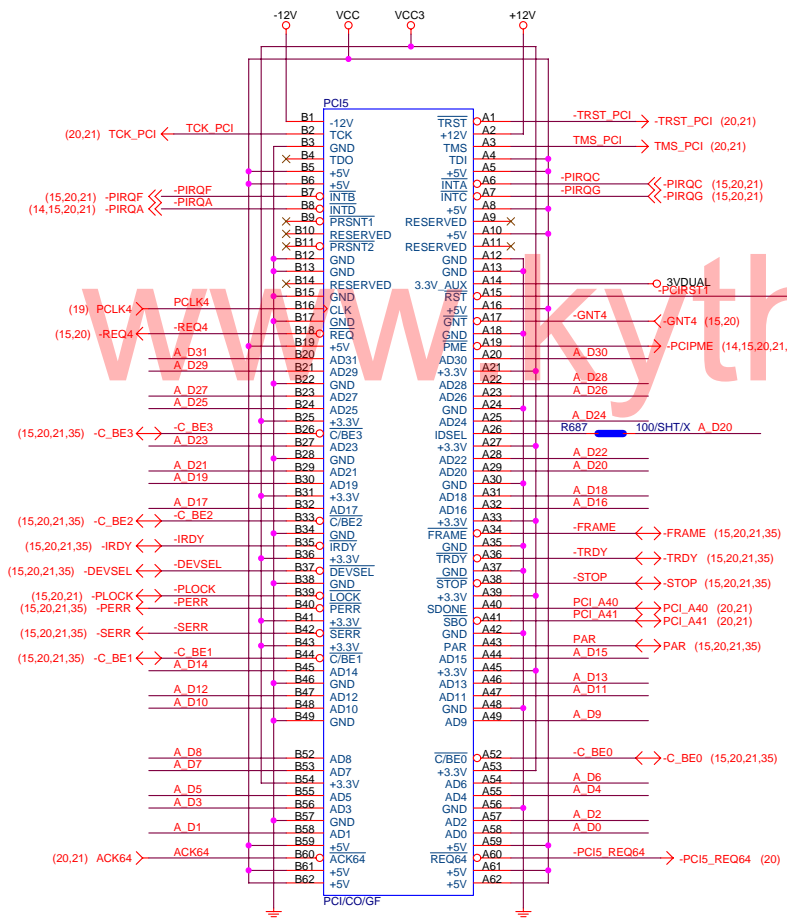 -12V VCC VCC3 +12V
PCI5
B1 -12V TRST A1 -TRST_PCI -TRST_PCI (20,21)
(20,21) TCK_PCI TCK_PCI B2 TCK +12V A2
B3 GND TMS A3 TMS_PCI TMS_PCI (20,21)
B4 TDO TDI A4
B5 +5V +5V A5
B6 +5V INTA A6 -PIRQC -PIRQC (15,20,21)
(15,20,21) -PIRQF -PIRQF B7 INTB INTC A7 -PIRQG -PIRQG (15,20,21)
(14,15,20,21) -PIRQA -PIRQA B8 INTD +5V A8
B9 PRSNT1 RESERVED A9
B10 RESERVED +5V A10
B11 PRSNT2 RESERVED A11
B12 GND GND A12
B13 GND GND A13
B14 RESERVED 3.3V_AUX A14 3VDUAL
B15 GND RST A15 -PCIRST1
(19) PCLK4 PCLK4 B16 CLK +5V A16
B17 GND GNT A17 -GNT4 -GNT4 (15,20)
(15,20) -REQ4 -REQ4 B18 REQ GND A18
B19 +5V PME A19 -PCIPME (14,15,20,21,
A_D31 B20 AD31 AD30 A20 A_D30
A_D29 B21 AD29 +3.3V A21
B22 GND AD28 A22 A_D28
A_D27 B23 AD27 AD26 A23 A_D26
A_D25 B24 AD25 GND A24
B25 +3.3V AD24 A25 A_D24
(15,20,21,35) -C_BE3 -C_BE3 B26 C/BE3 IDSEL A26 R687 100/SHT/X A_D20
A_D23 B27 AD23 +3.3V A27
B28 GND AD22 A28 A_D22
A_D21 B29 AD21 AD20 A29 A_D20
A_D19 B30 AD19 GND A30
B31 +3.3V AD18 A31 A_D18
A_D17 B32 AD17 AD16 A32 A_D16
(15,20,21,35) -C_BE2 -C_BE2 B33 C/BE2 +3.3V A33
B34 GND FRAME A34 -FRAME -FRAME (15,20,21,35)
(15,20,21,35) -IRDY -IRDY B35 IRDY GND A35
B36 +3.3V TRDY A36 -TRDY -TRDY (15,20,21,35)
(15,20,21,35) -DEVSEL -DEVSEL B37 DEVSEL GND A37
B38 GND STOP A38 -STOP -STOP (15,20,21,35)
(15,20,21) -PLOCK -PLOCK B39 LOCK +3.3V A39
(15,20,21,35) -PERR -PERR B40 PERR SDONE A40 PCI_A40 PCI_A40 (20,21)
B41 +3.3V SBO A41 PCI_A41 PCI_A41 (20,21)
(15,20,21,35) -SERR -SERR B42 SERR GND A42
B43 +3.3V PAR A43 PAR PAR (15,20,21,35)
(15,20,21,35) -C_BE1 -C_BE1 B44 C/BE1 AD15 A44 A_D15
A_D14 B45 AD14 +3.3V A45
B46 GND AD13 A46 A_D13
A_D12 B47 AD12 AD11 A47 A_D11
A_D10 B48 AD10 GND A48
B49 GND AD9 A49 A_D9
A_D8 B52 AD8 C/BE0 A52 -C_BE0 -C_BE0 (15,20,21,35)
A_D7 B53 AD7 +3.3V A53
B54 +3.3V AD6 A54 A_D6
A_D5 B55 AD5 AD4 A55 A_D4
A_D3 B56 AD3 GND A56
B57 GND AD2 A57 A_D2
A_D1 B58 AD1 AD0 A58 A_D0
B59 +5V +5V A59
(20,21) ACK64 ACK64 B60 ACK64 REQ64 A60 -PCI5_REQ64 -PCI5_REQ64 (20)
B61 +5V +5V A61
B62 +5V +5V A62
PCI/CO/GF
www.kyth